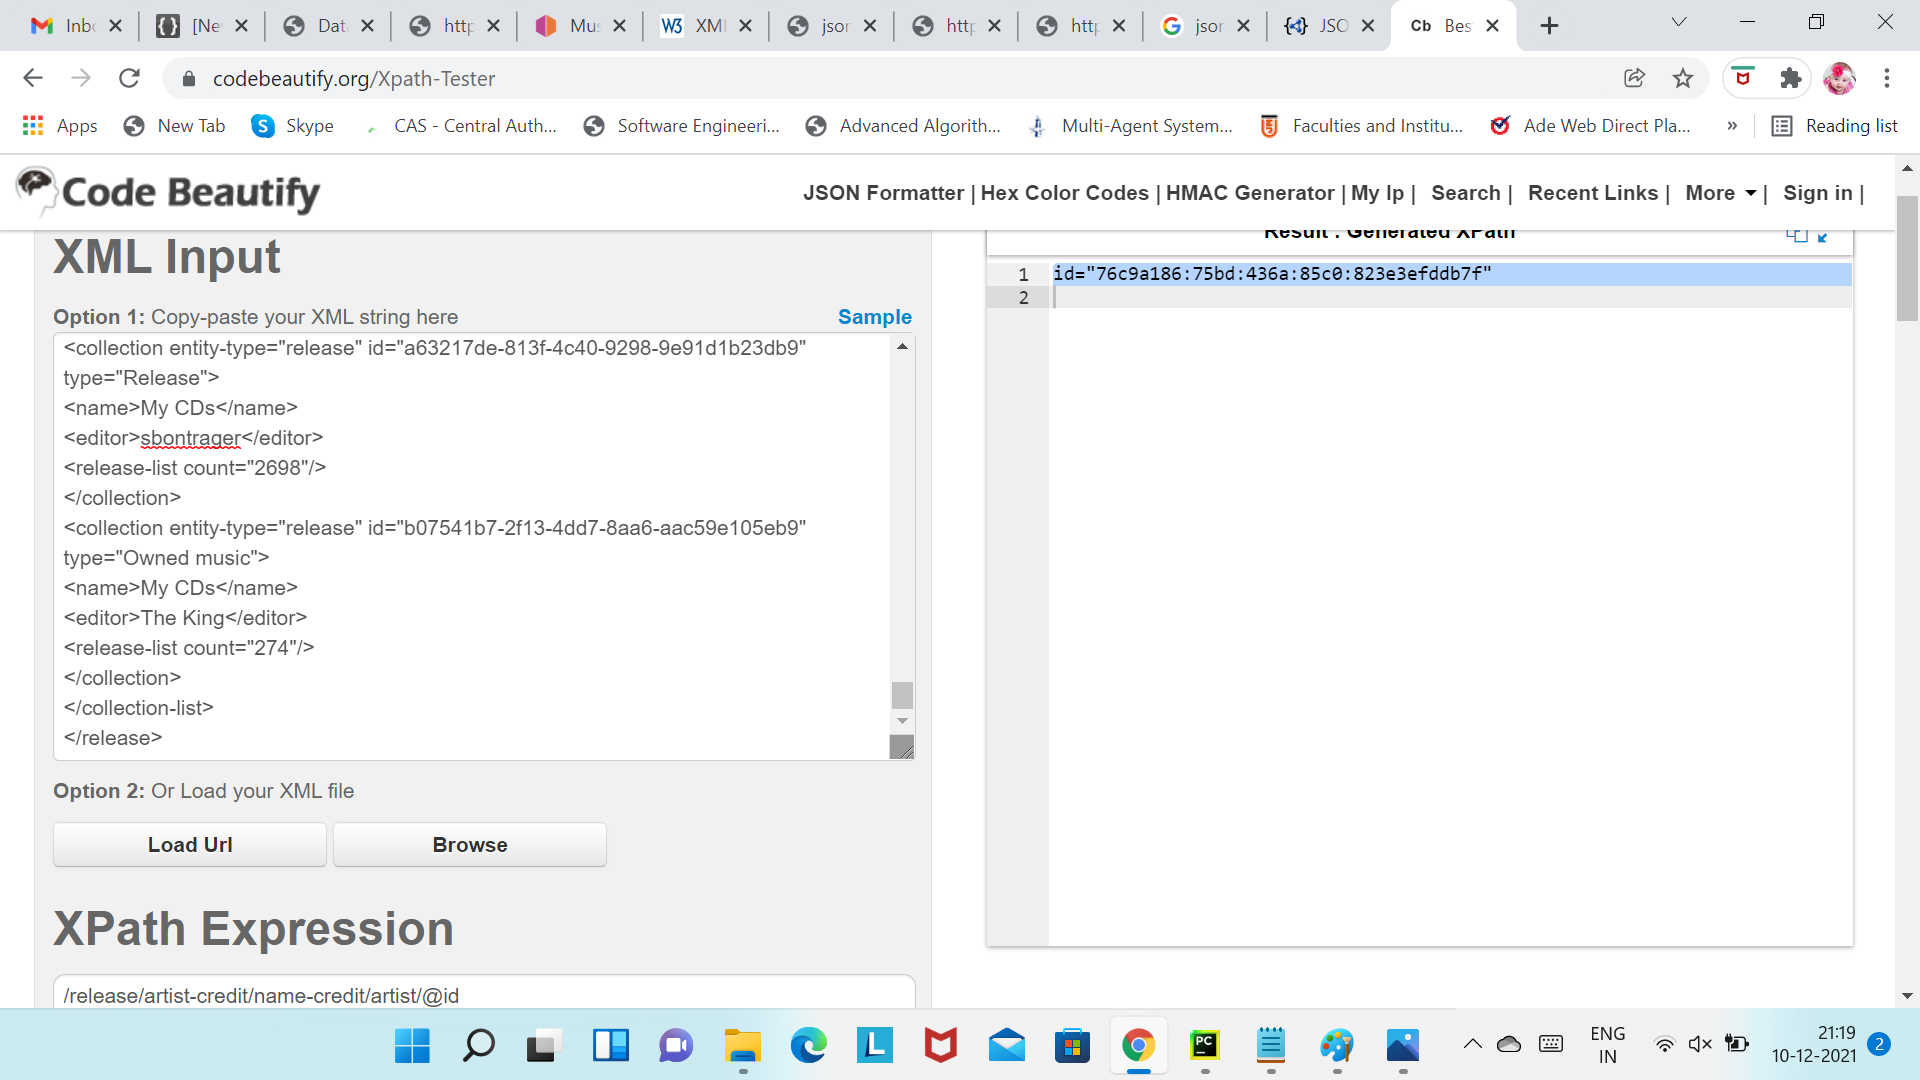 Inbc
[Ne
Dat
http
Mus
W3 XMl
json
http
http
json
JSO
Cb Bes
codebeautify.org/Xpath-Tester
Apps
New Tab
Skype
CAS - Central Auth...
Software Engineeri...
Advanced Algorith...
Multi-Agent System...
Faculties and Institu...
Ade Web Direct Pla...
»
Reading list
Code Beautify
JSON Formatter | Hex Color Codes | HMAC Generator | My Ip | Search | Recent Links | More | Sign in |
XML Input
Option 1: Copy-paste your XML string here
Sample
<collection entity-type="release" id="a63217de-813f-4c40-9298-9e91d1b23db9"
type="Release">
<name>My CDs</name>
<editor>sbontrager</editor>
<release-list count="2698"/>
</collection>
<collection entity-type="release" id="b07541b7-2f13-4dd7-8aa6-aac59e105eb9"
type="Owned music">
<name>My CDs</name>
<editor>The King</editor>
<release-list count="274"/>
</collection>
</collection-list>
</release>
Option 2: Or Load your XML file
Load Url
Browse
XPath Expression
/release/artist-credit/name-credit/artist/@id
Result : Generated XPath
1 id="76c9a186:75bd:436a:85c0:823e3efddb7f"
2
L
PC
ENG
IN
21:19
10-12-2021
2